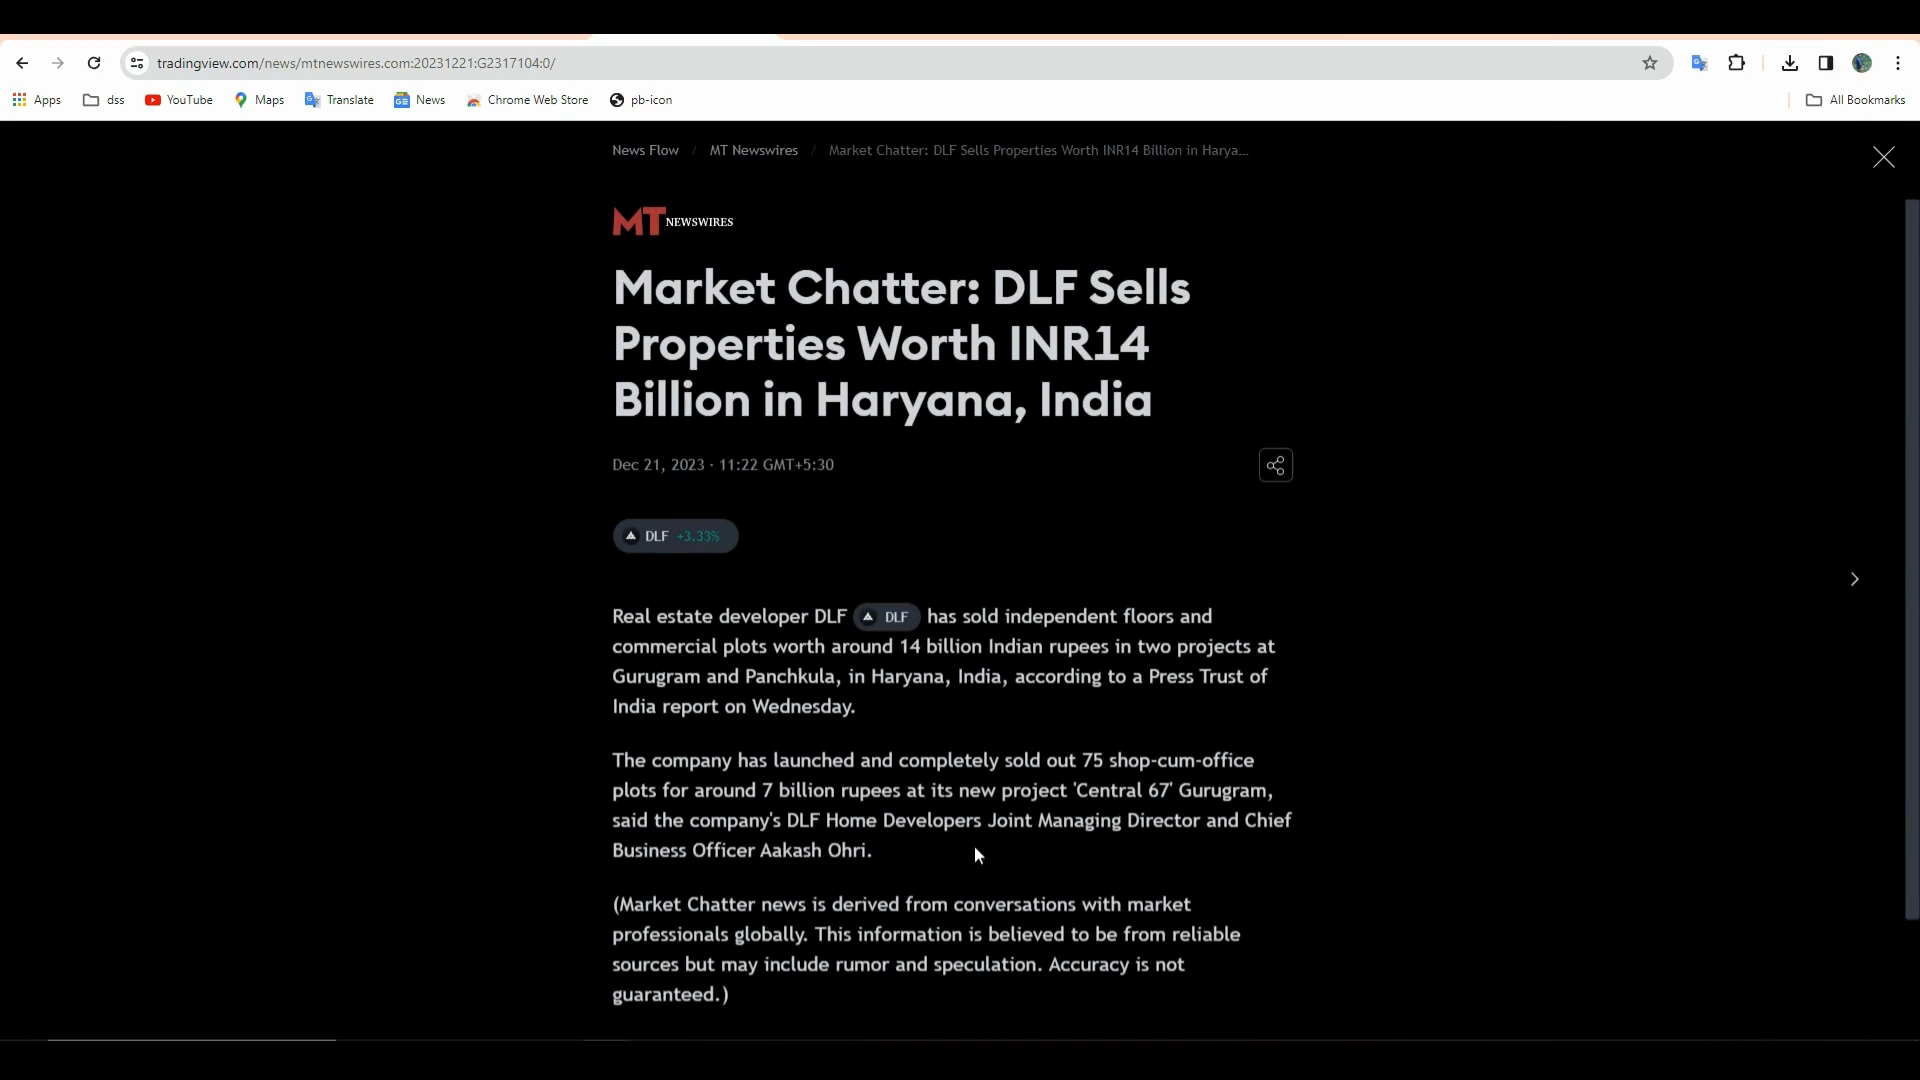 tradingview.com/news/mtnewswires.com:20231221:G2317104:0/
Apps dss YouTube Maps Translate News Chrome Web Store pb-icon All Bookmarks
News Flow / MT Newswires / Market Chatter: DLF Sells Properties Worth INR14 Billion in Harya...
MT NEWSWIRES
Market Chatter: DLF Sells
Properties Worth INR14
Billion in Haryana, India
Dec 21, 2023 · 11:22 GMT+5:30
DLF +3.33%
Real estate developer DLF DLF has sold independent floors and
commercial plots worth around 14 billion Indian rupees in two projects at
Gurugram and Panchkula, in Haryana, India, according to a Press Trust of
India report on Wednesday.
The company has launched and completely sold out 75 shop-cum-office
plots for around 7 billion rupees at its new project 'Central 67' Gurugram,
said the company's DLF Home Developers Joint Managing Director and Chief
Business Officer Aakash Ohri.
(Market Chatter news is derived from conversations with market
professionals globally. This information is believed to be from reliable
sources but may include rumor and speculation. Accuracy is not
guaranteed.)